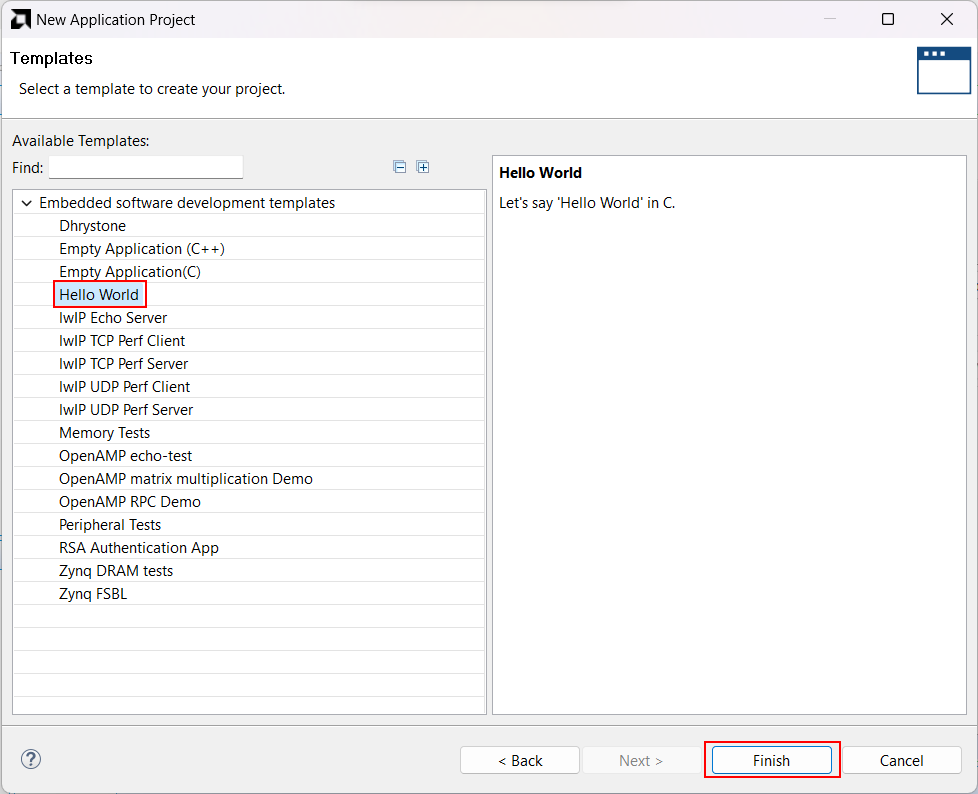 New Application Project
Templates
Select a template to create your project.
Available Templates:
Find:
Embedded software development templates
Dhrystone
Empty Application (C++)
Empty Application(C)
Hello World
lwIP Echo Server
lwIP TCP Perf Client
lwIP TCP Perf Server
lwIP UDP Perf Client
lwIP UDP Perf Server
Memory Tests
OpenAMP echo-test
OpenAMP matrix multiplication Demo
OpenAMP RPC Demo
Peripheral Tests
RSA Authentication App
Zynq DRAM tests
Zynq FSBL
Hello World
Let's say 'Hello World' in C.
?
< Back
Next >
Finish
Cancel